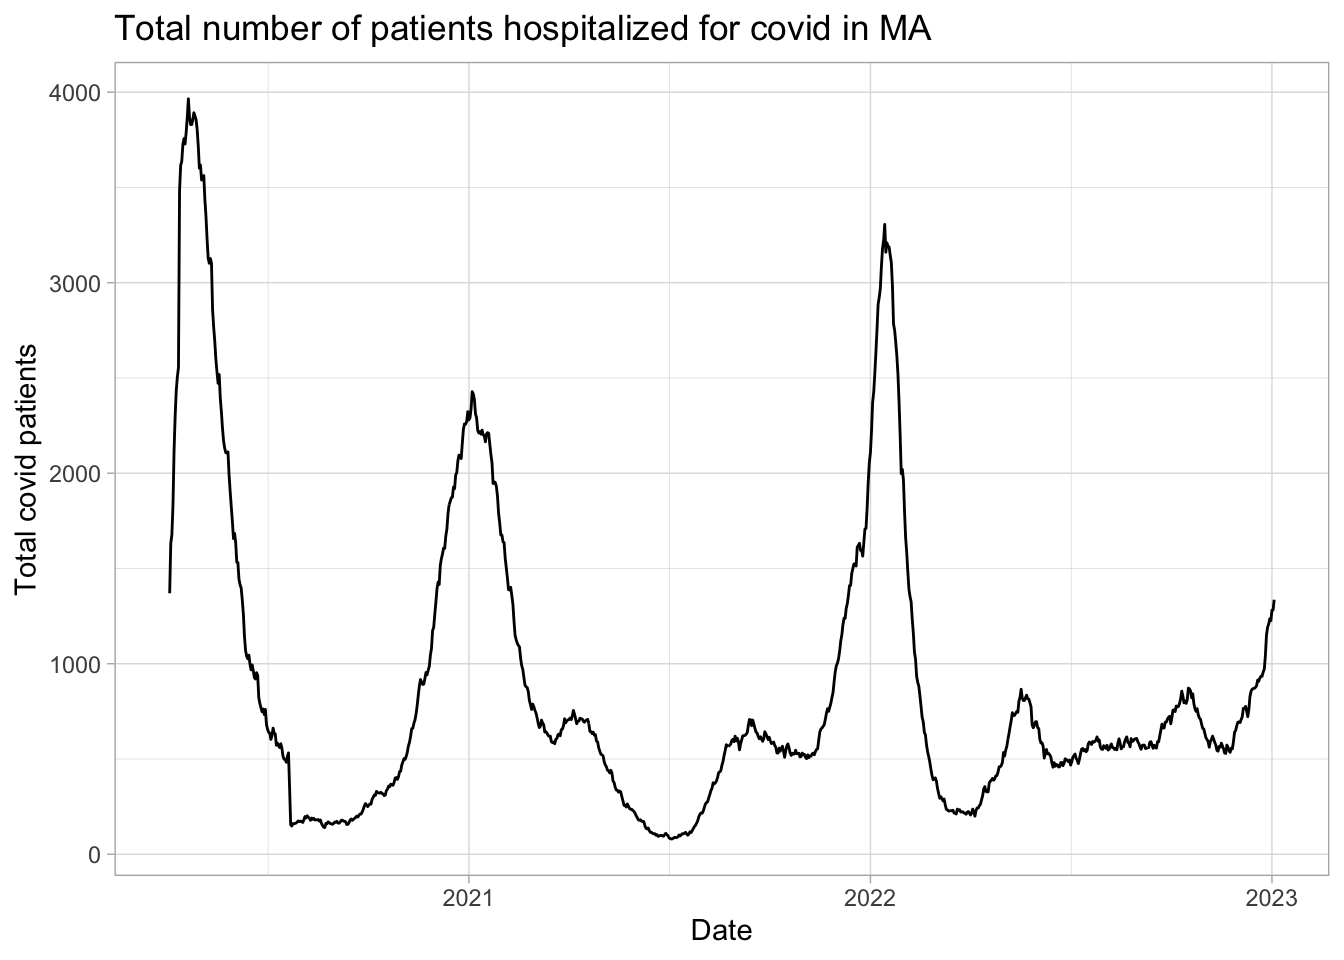 Total number of patients hospitalized for covid in MA
Total covid patients
4000
3000
2000
1000
0
2021 2022 2023
Date